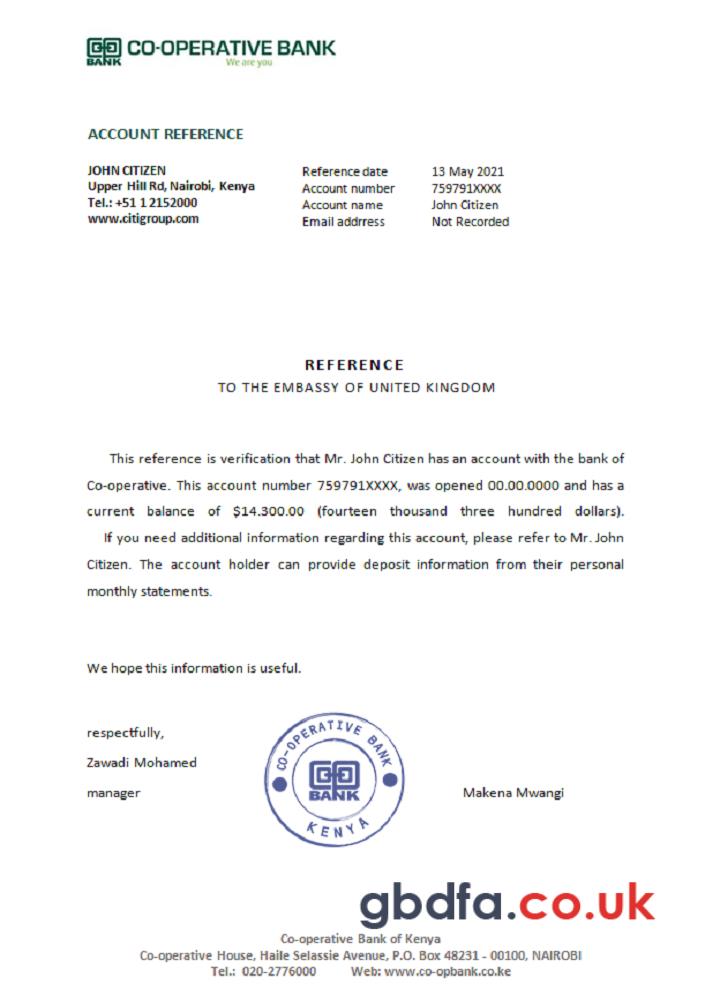 CO-OPERATIVE BANK
BANK
We are you
ACCOUNT REFERENCE
JOHN CITIZEN
Upper Hill Rd, Nairobi, Kenya
Tel.: +51 1 2152000
www.citigroup.com
Reference date 13 May 2021
Account number 759791XXXX
Account name John Citizen
Email addrress Not Recorded
REFERENCE
TO THE EMBASSY OF UNITED KINGDOM
This reference is verification that Mr. John Citizen has an account with the bank of
Co-operative. This account number 759791XXXX, was opened 00.00.0000 and has a
current balance of $14.300.00 (fourteen thousand three hundred dollars).
If you need additional information regarding this account, please refer to Mr. John
Citizen. The account holder can provide deposit information from their personal
monthly statements.
We hope this information is useful.
respectfully,
Zawadi Mohamed
manager
CO-OPERATIVE BANK
BANK
KENYA
Makena Mwangi
gbdfa.co.uk
Co-operative Bank of Kenya
Co-operative House, Haile Selassie Avenue, P.O. Box 48231 - 00100, NAIROBI
Tel.: 020-2776000 Web: www.co-opbank.co.ke